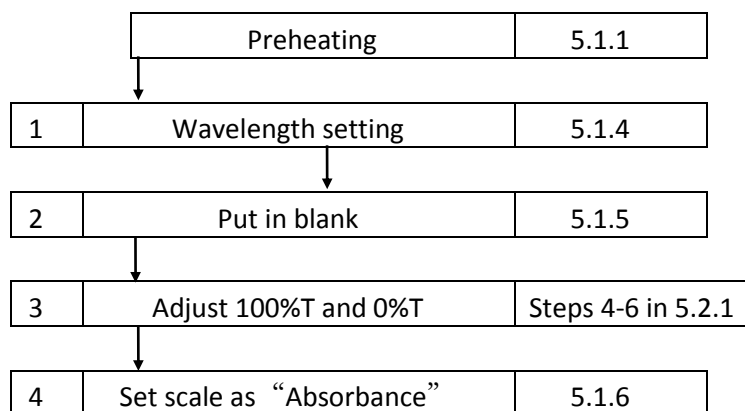 Preheating 5.1.1
1 Wavelength setting 5.1.4
2 Put in blank 5.1.5
3 Adjust 100%T and 0%T Steps 4-6 in 5.2.1
4 Set scale as “Absorbance” 5.1.6